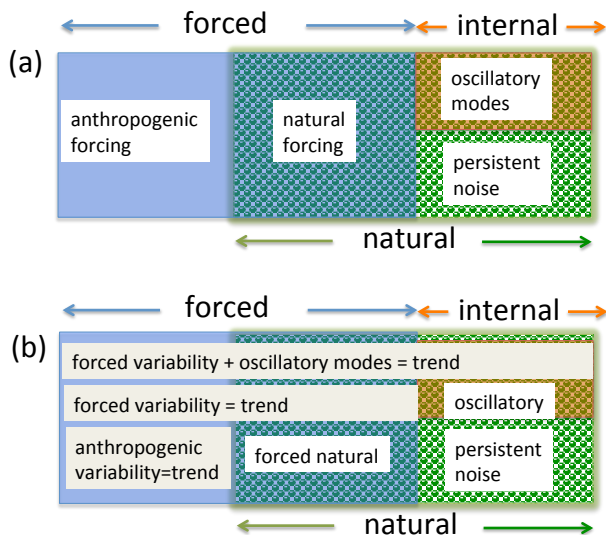 forced
internal
(a)
anthropogenic
forcing
natural
forcing
oscillatory
modes
persistent
noise
natural
forced
internal
(b)
forced variability + oscillatory modes = trend
forced variability = trend
oscillatory
anthropogenic
variability=trend
forced natural
persistent
noise
natural